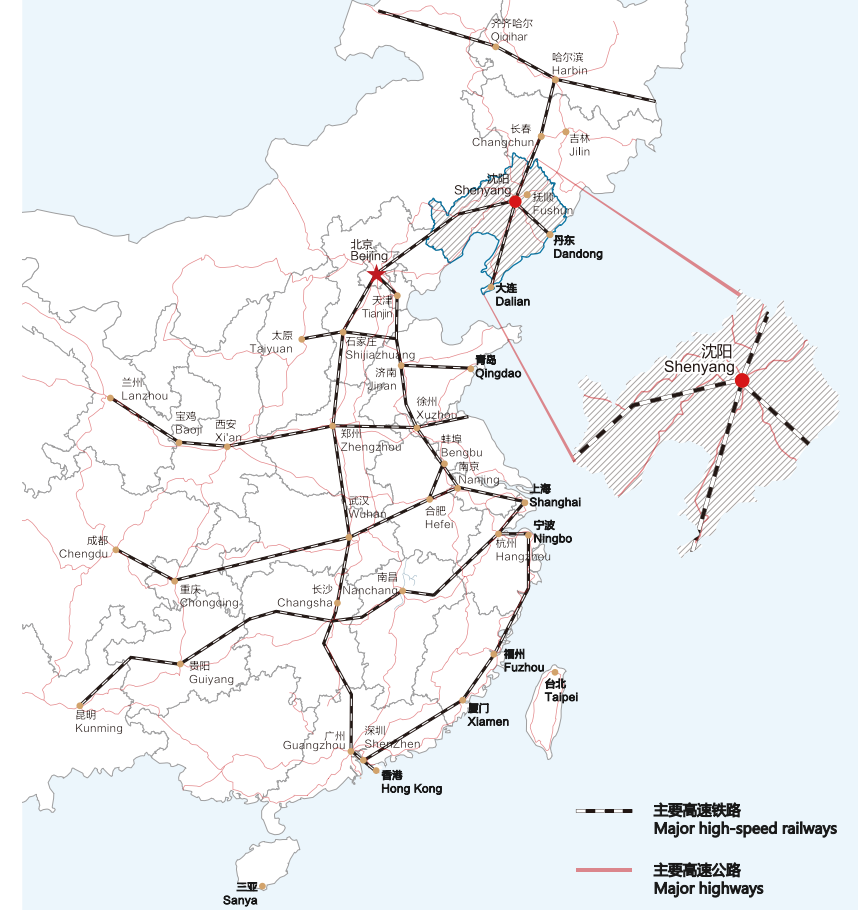 齐齐哈尔
Qiqihar
哈尔滨
Harbin
长春
Changchun
吉林
Jilin
沈阳
Shenyang
抚顺
Fushun
丹东
Dandong
北京
Beijing
大连
Dalian
天津
Tianjin
沈阳
Shenyang
太原
Taiyuan
石家庄
Shijiazhuang
青岛
Qingdao
济南
Jinan
兰州
Lanzhou
宝鸡
Baoji
西安
Xi'an
徐州
Xuzhou
郑州
Zhengzhou
蚌埠
Bengbu
南京
Nanjing
上海
Shanghai
武汉
Wuhan
合肥
Hefei
宁波
Ningbo
成都
Chengdu
杭州
Hangzhou
重庆
Chongqing
长沙
Changsha
南昌
Nanchang
贵阳
Guiyang
福州
Fuzhou
台北
Taipei
昆明
Kunming
厦门
Xiamen
广州
Guangzhou
深圳
ShenZhen
香港
Hong Kong
主要高速铁路
Major high-speed railways
主要高速公路
Major highways
三亚
Sanya